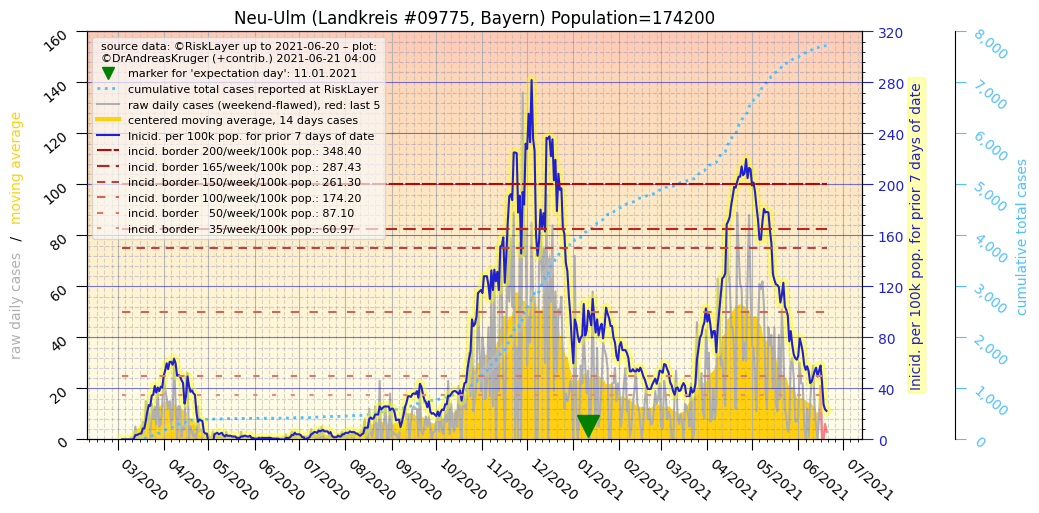 Neu-Ulm (Landkreis #09775, Bayern) Population=174200
source data: ©RiskLayer up to 2021-06-20 – plot:
©DrAndreasKruger (+contrib.) 2021-06-21 04:00
marker for 'expectation day': 11.01.2021
cumulative total cases reported at RiskLayer
raw daily cases (weekend-flawed), red: last 5
centered moving average, 14 days cases
Inicid. per 100k pop. for prior 7 days of date
incid. border 200/week/100k pop.: 348.40
incid. border 165/week/100k pop.: 287.43
incid. border 150/week/100k pop.: 261.30
incid. border 100/week/100k pop.: 174.20
incid. border   50/week/100k pop.: 87.10
incid. border   35/week/100k pop.: 60.97
raw daily cases / moving average
160
140
120
100
80
60
40
20
0
320
280
240
200
160
120
80
40
0
Inicid. per 100k pop. for prior 7 days of date
8,000
7,000
6,000
5,000
4,000
3,000
2,000
1,000
0
cumulative total cases
03/2020
04/2020
05/2020
06/2020
07/2020
08/2020
09/2020
10/2020
11/2020
12/2020
01/2021
02/2021
03/2021
04/2021
05/2021
06/2021
07/2021